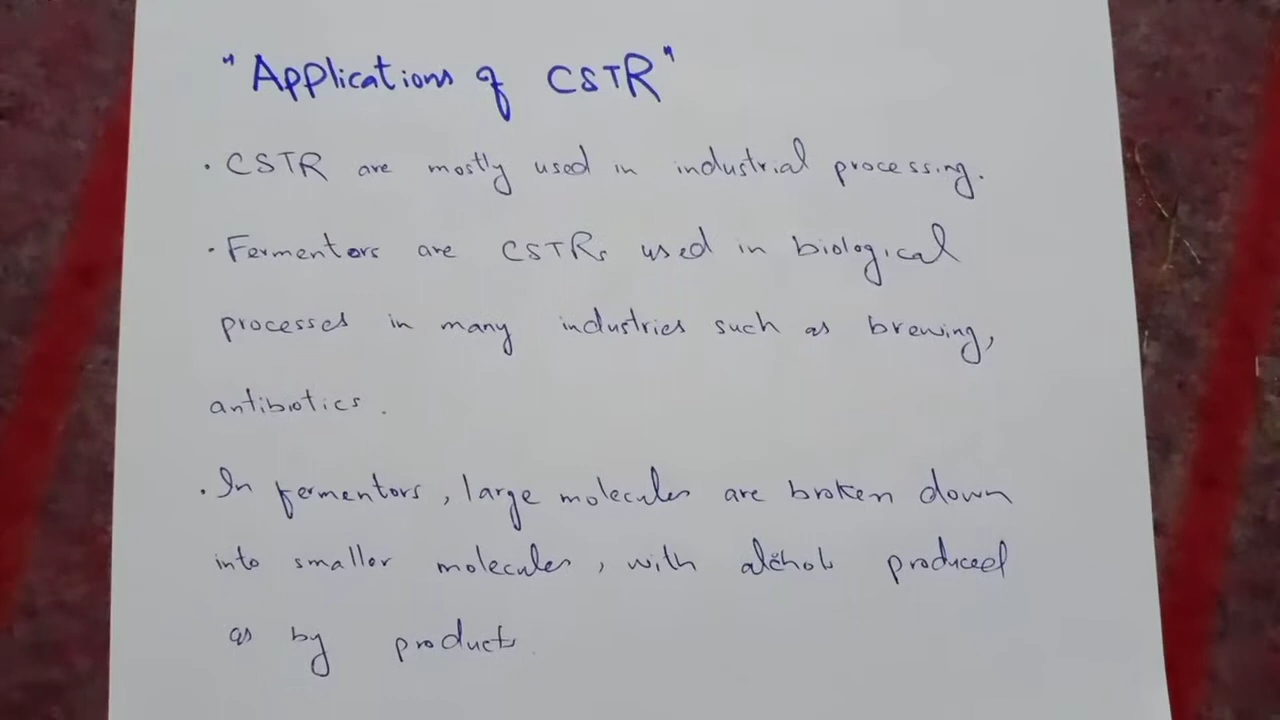 "Applications of CSTR"
. CSTR are mostly used in industrial processing.
. Fermentors are CSTRs used in biological
processes in many industries such as brewing,
antibiotics.
. In fermentors, large molecules are broken down
into smaller molecules, with alchol produced
as by product.